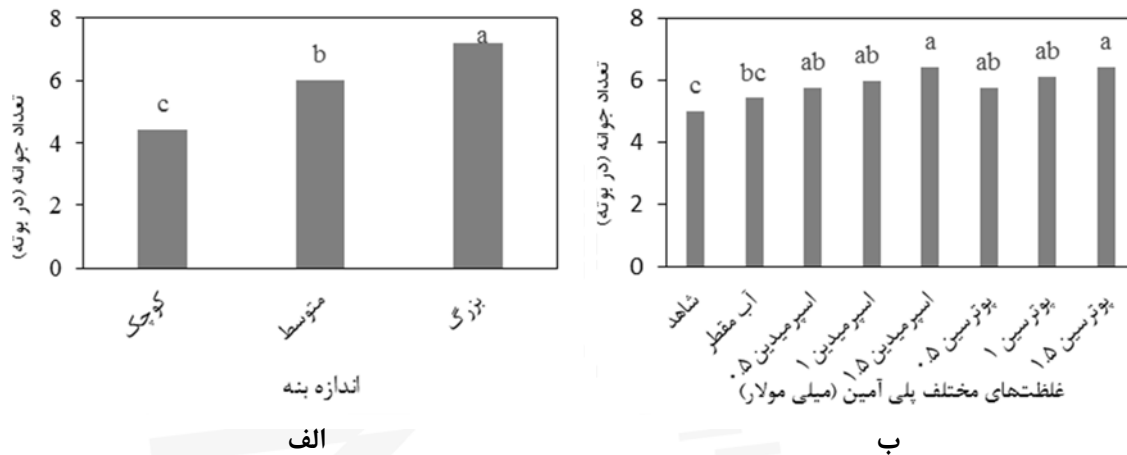 تعداد جوانه (در بوته)
8
6
4
2
0
c
b
a
کوچک
متوسط
بزرگ
اندازه بنه
الف
تعداد جوانه (در بوته)
8
6
4
2
0
c
bc
ab
ab
a
ab
ab
a
شاهد
آب مقطر
اسپرمیدین ۰.۵
اسپرمیدین ۱
اسپرمیدین ۱.۵
پوترسین ۰.۵
پوترسین ۱
پوترسین ۱.۵
غلظت‌های مختلف پلی آمین (میلی مولار)
ب